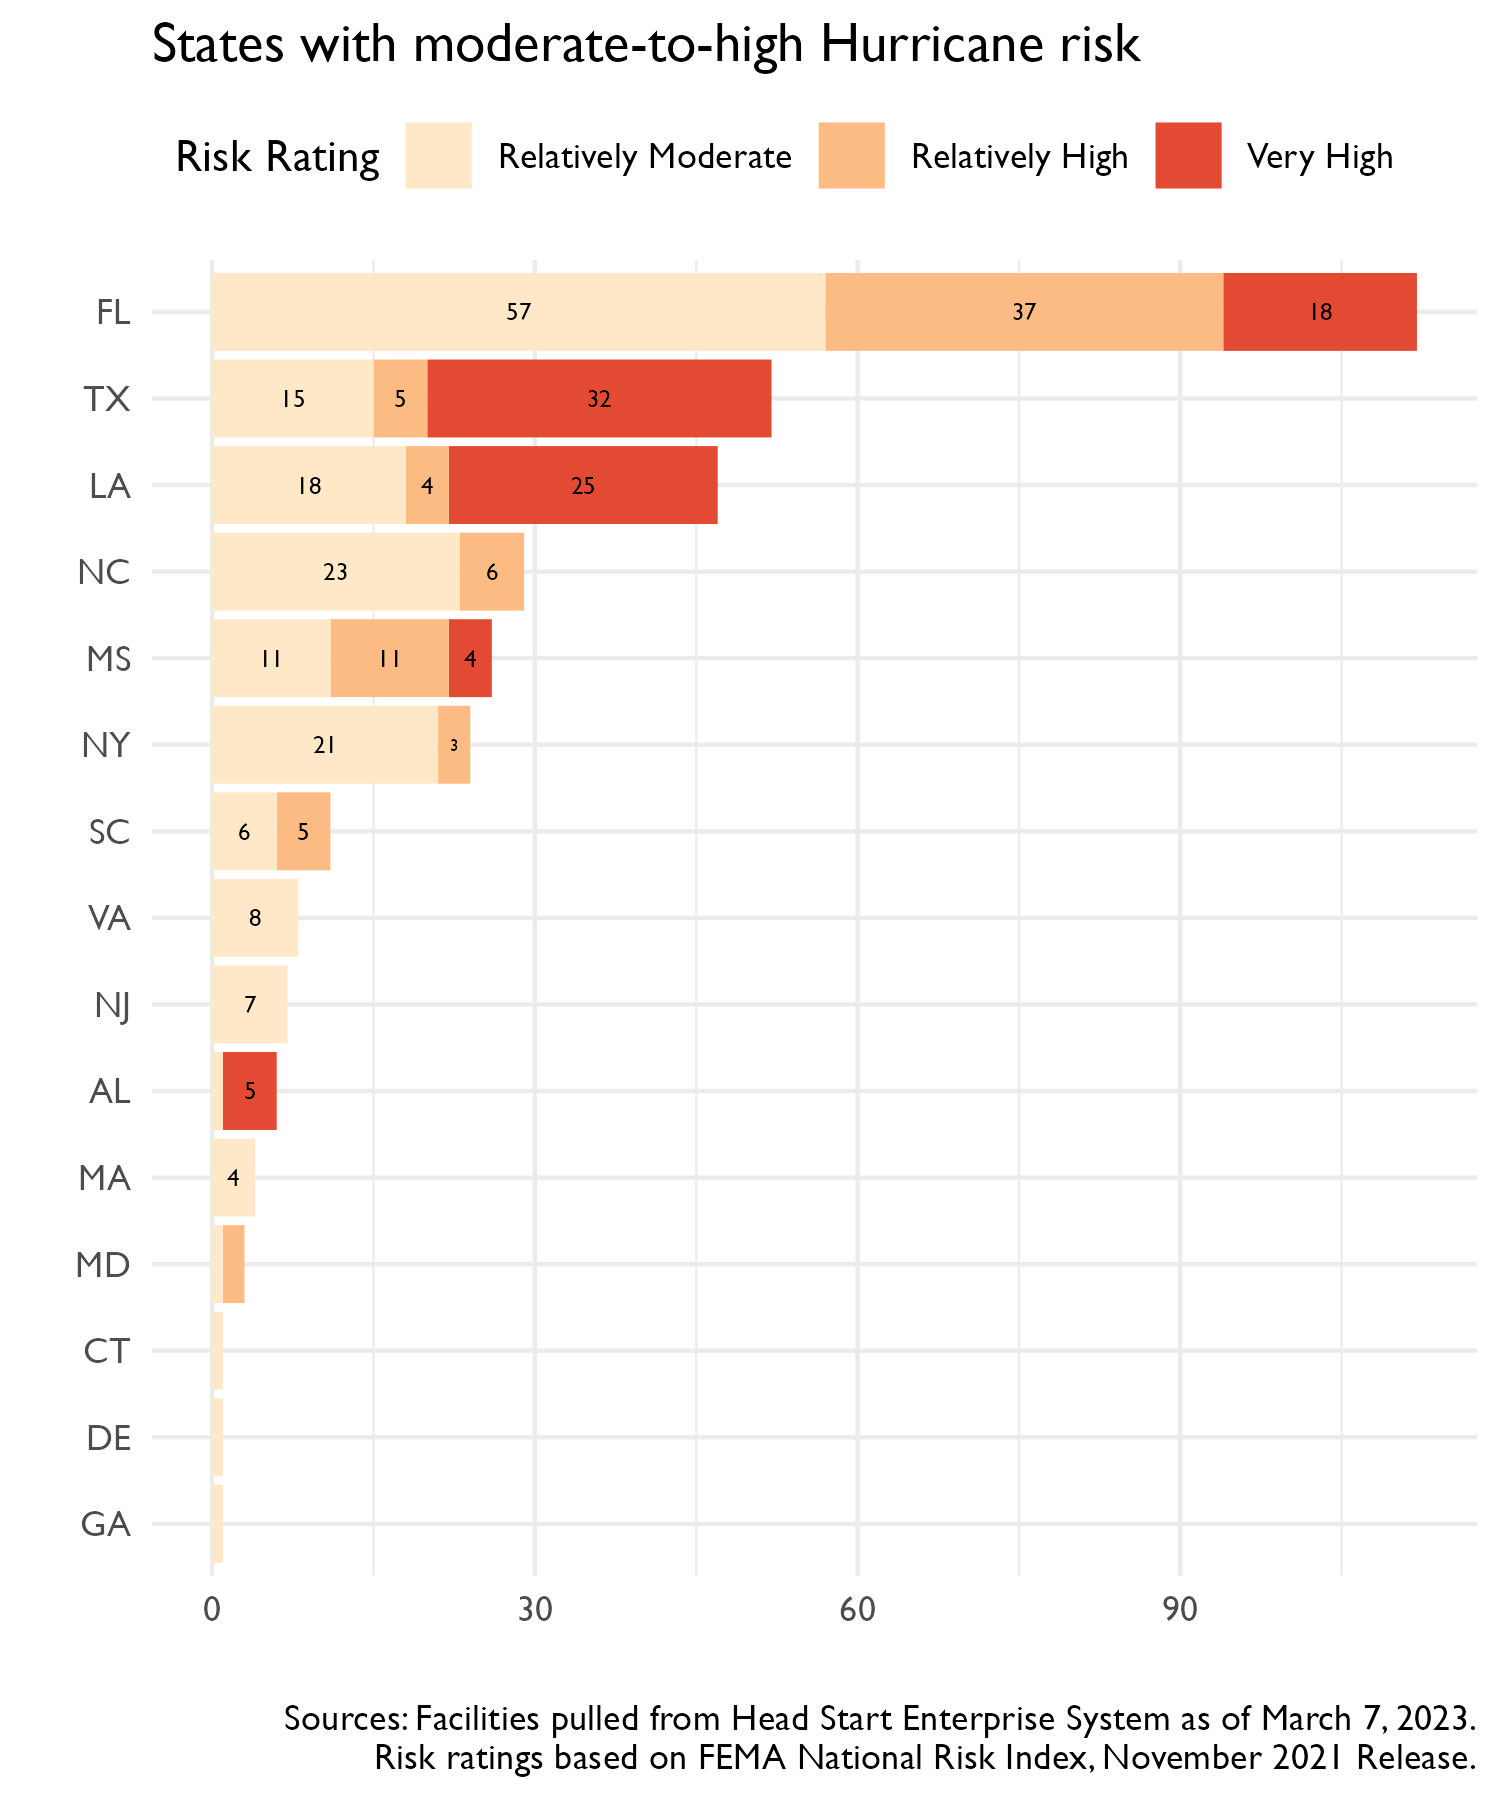 States with moderate-to-high Hurricane risk
Risk Rating Relatively Moderate Relatively High Very High
FL 57 37 18
TX 15 5 32
LA 18 4 25
NC 23 6
MS 11 11 4
NY 21 3
SC 6 5
VA 8
NJ 7
AL 5
MA 4
MD
CT
DE
GA
0 30 60 90
Sources: Facilities pulled from Head Start Enterprise System as of March 7, 2023.
Risk ratings based on FEMA National Risk Index, November 2021 Release.